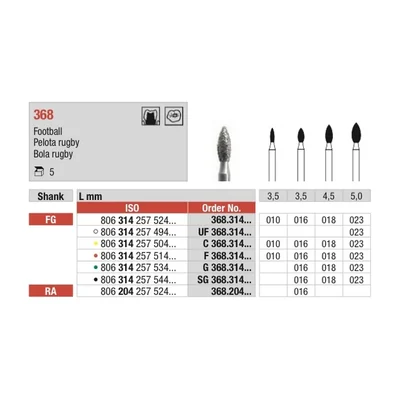 368
Football
Pelota rugby
Bola rugby
5
Shank L mm 3,5 3,5 4,5 5,0
ISO Order No.
FG 806 314 257 524... 368.314... 010 016 018 023
806 314 257 494... UF 368.314... 023
806 314 257 504... C 368.314... 010 016 018 023
806 314 257 514... F 368.314... 010 016 018 023
806 314 257 534... G 368.314... 016 018 023
806 314 257 544... SG 368.314... 016 018 023
RA 806 204 257 524... 368.204... 016